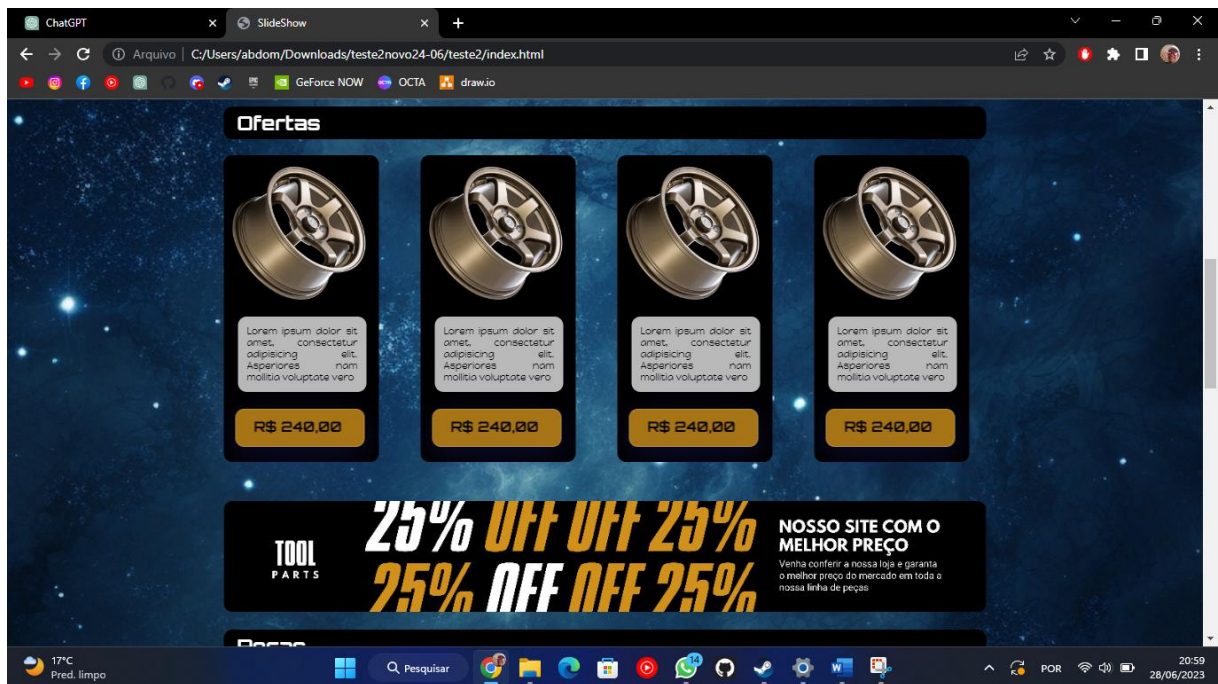 ChatGPT
SlideShow
Arquivo
C:/Users/abdom/Downloads/teste2novo24-06/teste2/index.html
GeForce NOW
OCTA
draw.io
Ofertas
Lorem ipsum dolor sit
amet, consectetur
adipisicing elit.
Asperiores nam
mollitia voluptate vero
R$ 240,00
Lorem ipsum dolor sit
amet, consectetur
adipisicing elit.
Asperiores nam
mollitia voluptate vero
R$ 240,00
Lorem ipsum dolor sit
amet, consectetur
adipisicing elit.
Asperiores nam
mollitia voluptate vero
R$ 240,00
Lorem ipsum dolor sit
amet, consectetur
adipisicing elit.
Asperiores nam
mollitia voluptate vero
R$ 240,00
TOOL
PARTS
25% OFF OFF 25%
25% OFF OFF 25%
NOSSO SITE COM O
MELHOR PREÇO
Venha conferir a nossa loja e garanta
o melhor preço do mercado em toda a
nossa linha de peças
17°C
Pred. limpo
Pesquisar
14
POR
20:59
28/06/2023